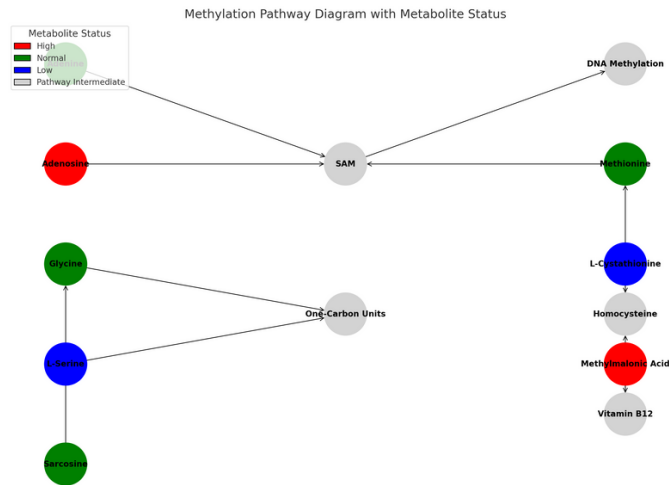 Methylation Pathway Diagram with Metabolite Status
Metabolite Status
High
Normal
Low
Pathway Intermediate
DNA Methylation
Adenosine
SAM
Methionine
Glycine
L-Cystathionine
One-Carbon Units
Homocysteine
L-Serine
Methylmalonic Acid
Vitamin B12
Sarcosine